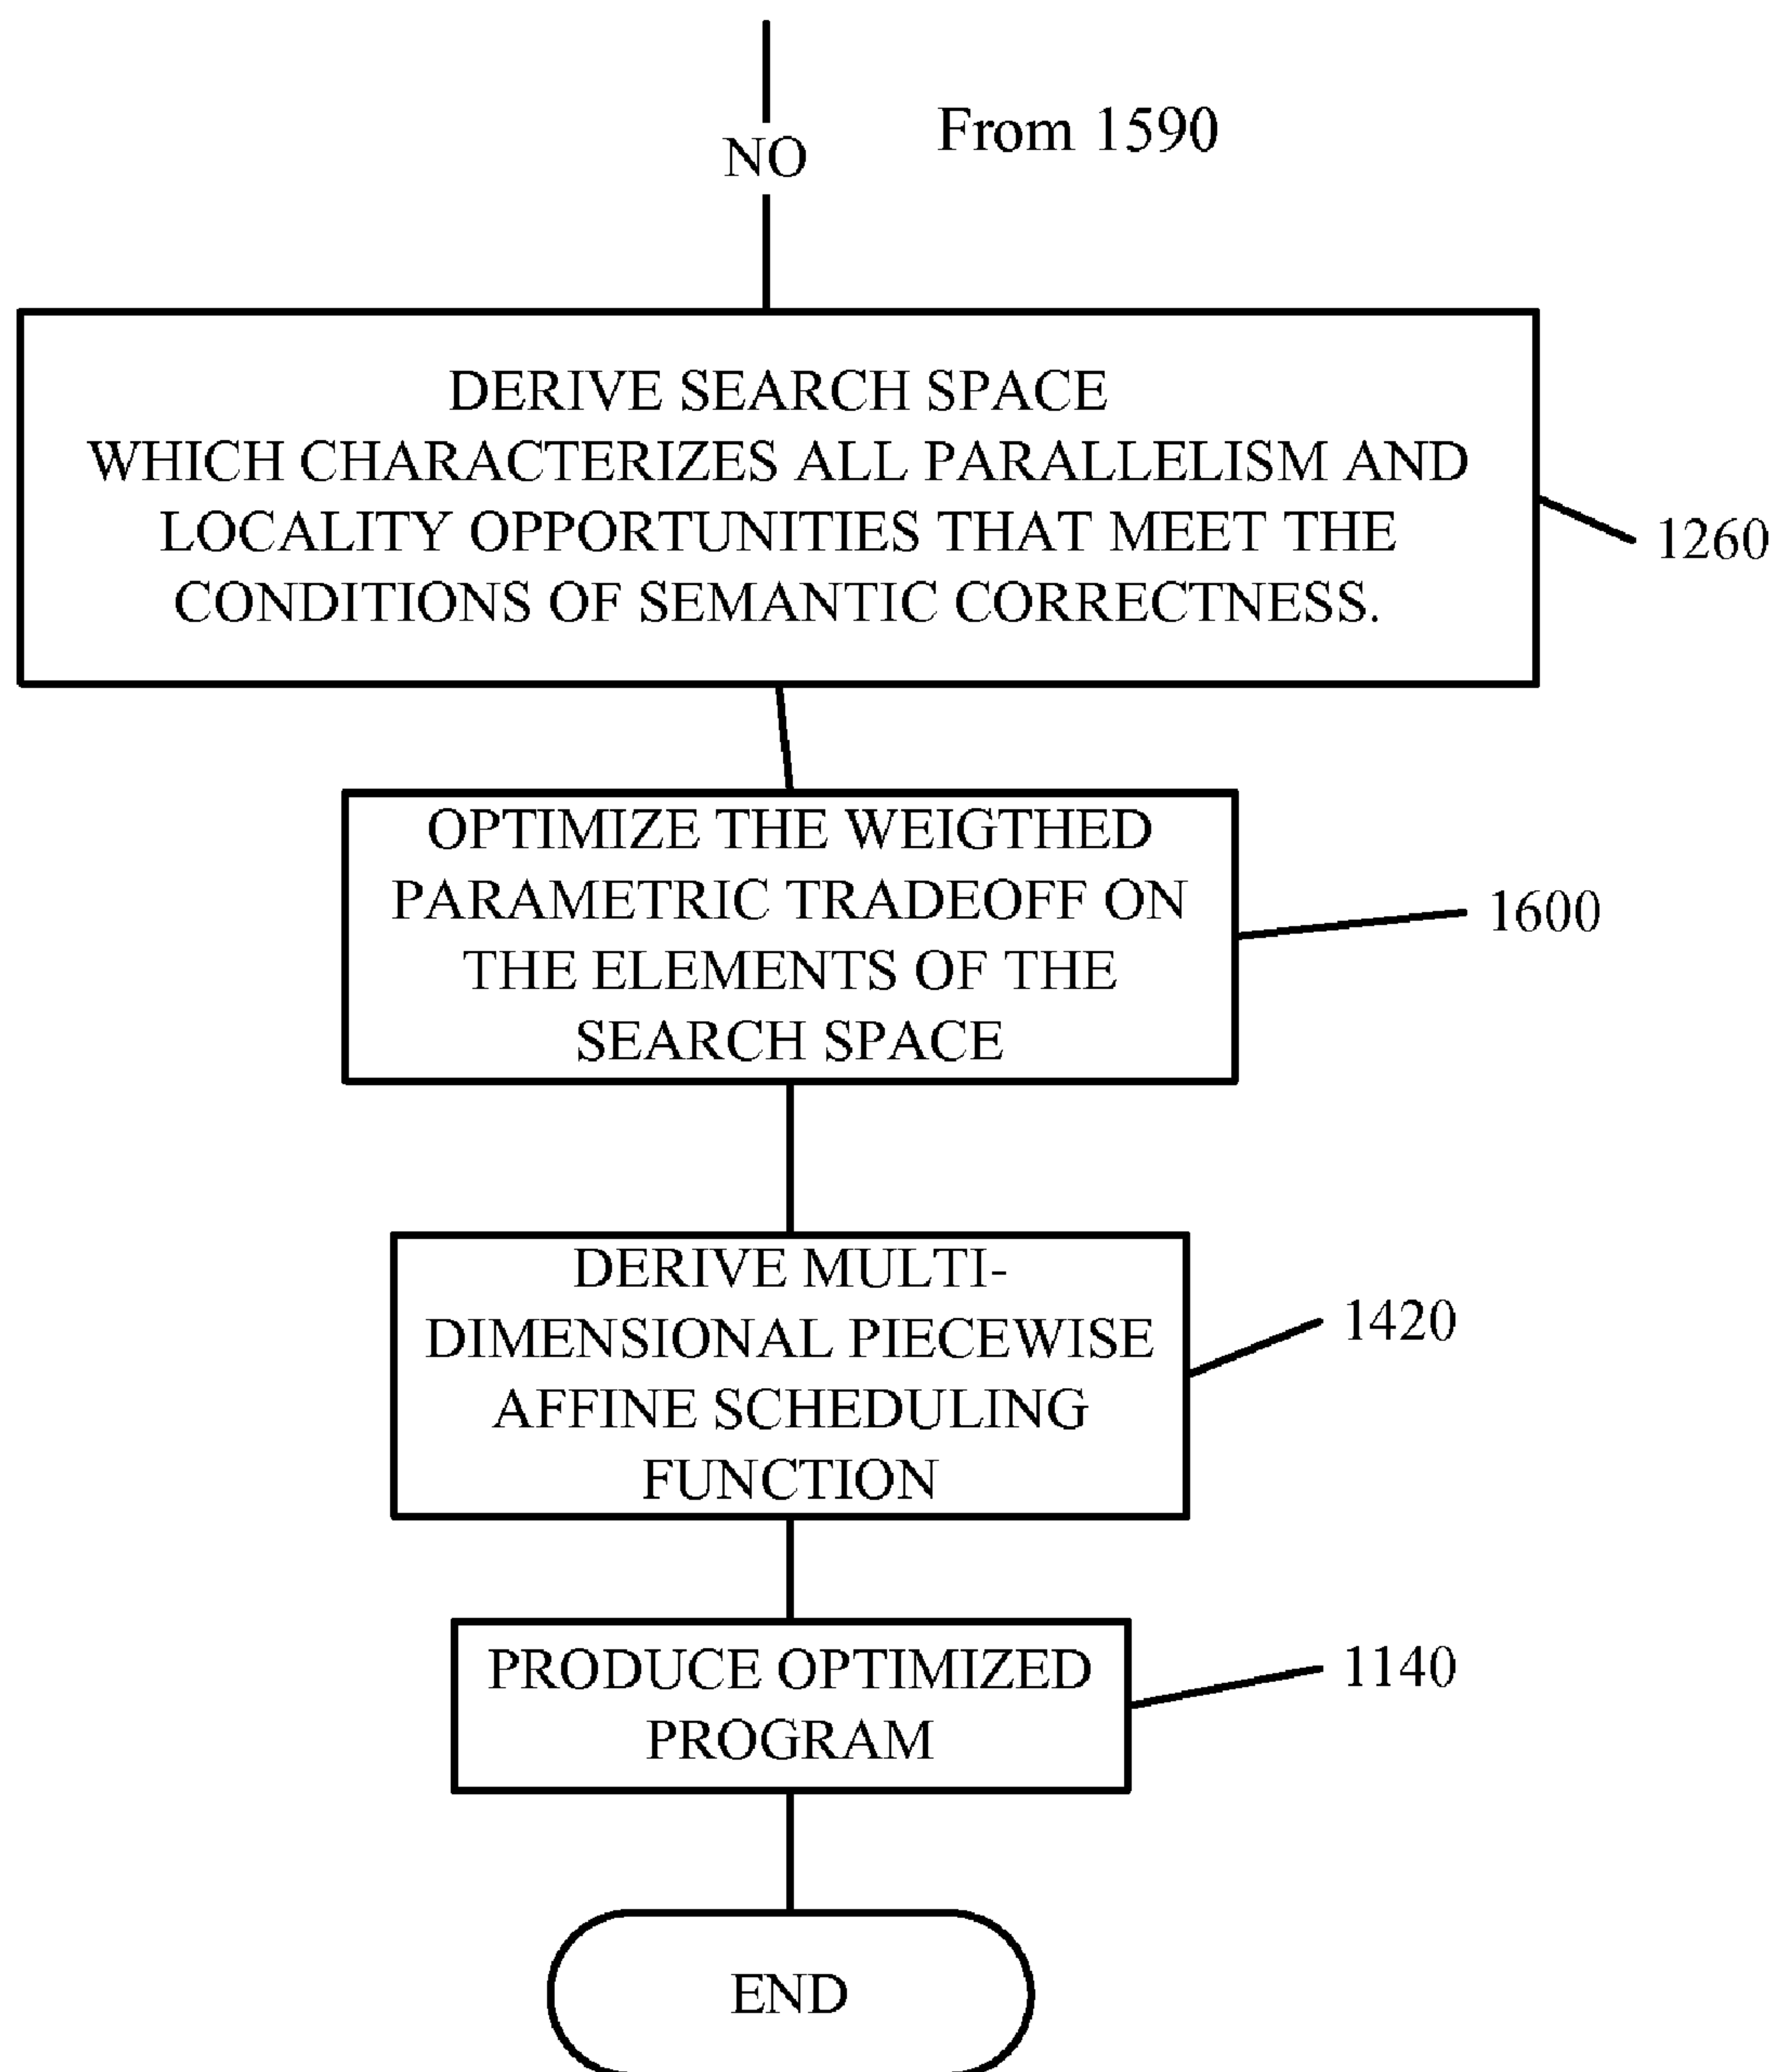 From 1590
NO
DERIVE SEARCH SPACE
WHICH CHARACTERIZES ALL PARALLELISM AND
LOCALITY OPPORTUNITIES THAT MEET THE
CONDITIONS OF SEMANTIC CORRECTNESS.
1260
OPTIMIZE THE WEIGTHED
PARAMETRIC TRADEOFF ON
THE ELEMENTS OF THE
SEARCH SPACE
1600
DERIVE MULTI-
DIMENSIONAL PIECEWISE
AFFINE SCHEDULING
FUNCTION
1420
PRODUCE OPTIMIZED
PROGRAM
1140
END